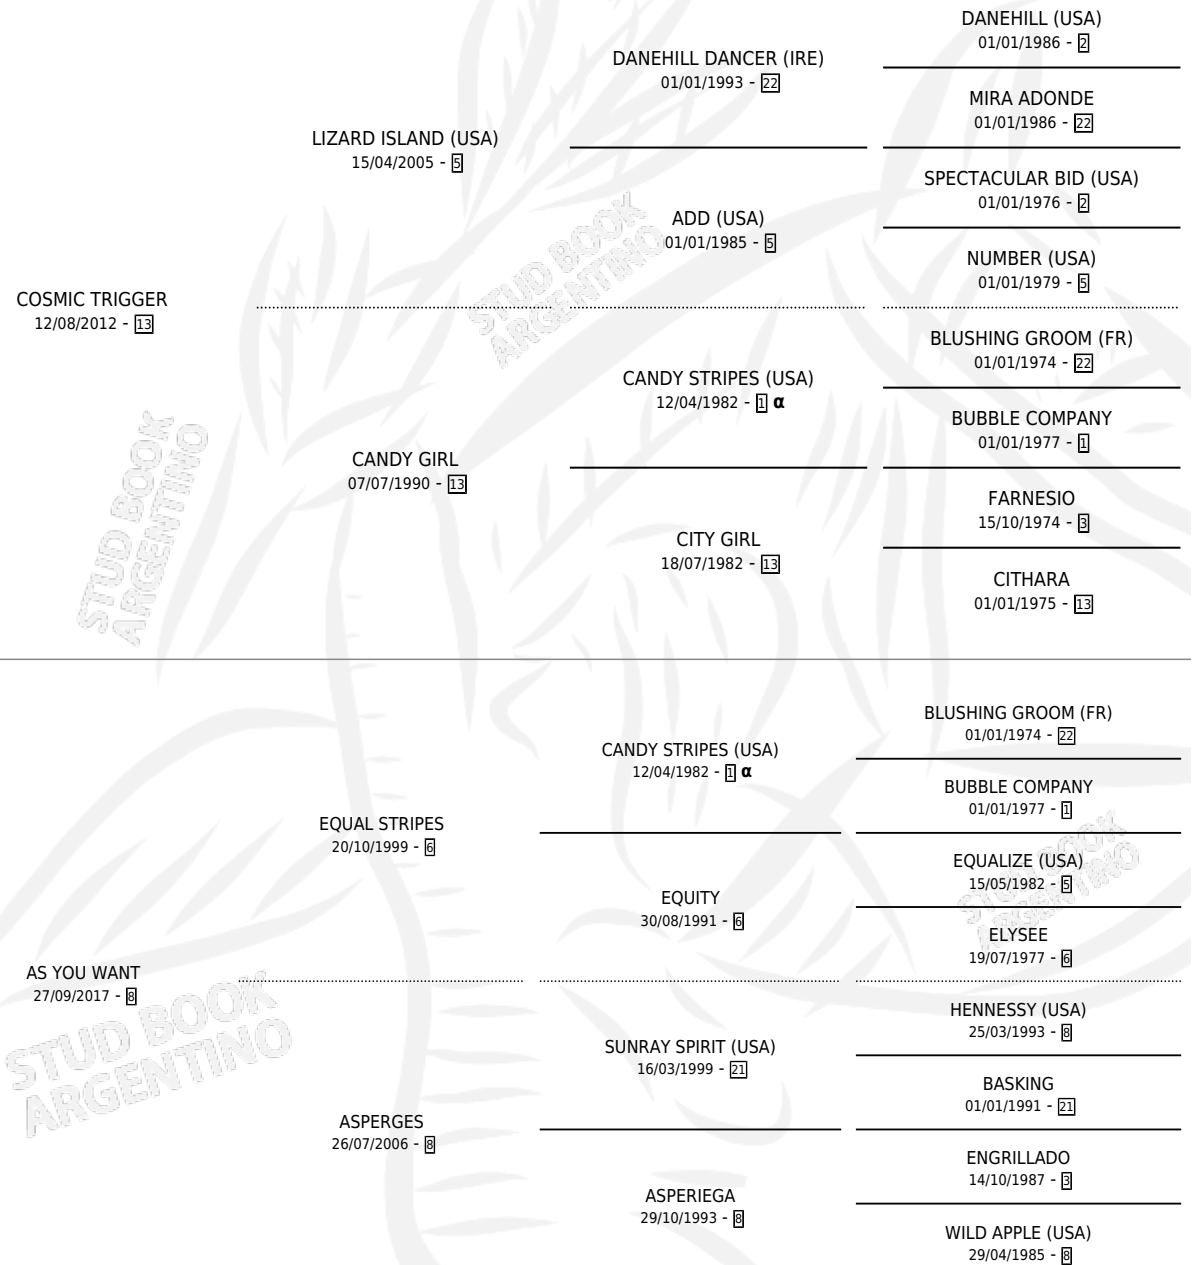 DANEHILL (USA)
01/01/1986 - 2
DANEHILL DANCER (IRE)
01/01/1993 - 22
MIRA ADONDE
01/01/1986 - 22
LIZARD ISLAND (USA)
15/04/2005 - 5
SPECTACULAR BID (USA)
01/01/1976 - 2
ADD (USA)
01/01/1985 - 5
NUMBER (USA)
01/01/1979 - 5
STUD BOOK
ARGENTINO
COSMIC TRIGGER
12/08/2012 - 13
BLUSHING GROOM (FR)
01/01/1974 - 22
CANDY STRIPES (USA)
12/04/1982 - 1 α
BUBBLE COMPANY
01/01/1977 - 1
CANDY GIRL
07/07/1990 - 13
FARNESIO
15/10/1974 - 3
CITY GIRL
18/07/1982 - 13
CITHARA
01/01/1975 - 13
STUD BOOK
ARGENTINO
BLUSHING GROOM (FR)
01/01/1974 - 22
CANDY STRIPES (USA)
12/04/1982 - 1 α
BUBBLE COMPANY
01/01/1977 - 1
EQUAL STRIPES
20/10/1999 - 6
EQUALIZE (USA)
15/05/1982 - 5
EQUITY
30/08/1991 - 6
ELYSEE
19/07/1977 - 6
STUD BOOK
ARGENTINO
AS YOU WANT
27/09/2017 - 8
HENNESSY (USA)
25/03/1993 - 8
SUNRAY SPIRIT (USA)
16/03/1999 - 21
BASKING
01/01/1991 - 21
STUD BOOK
ARGENTINO
ASPERGES
26/07/2006 - 8
ENGRILLADO
14/10/1987 - 3
ASPERIEGA
29/10/1993 - 8
WILD APPLE (USA)
29/04/1985 - 8